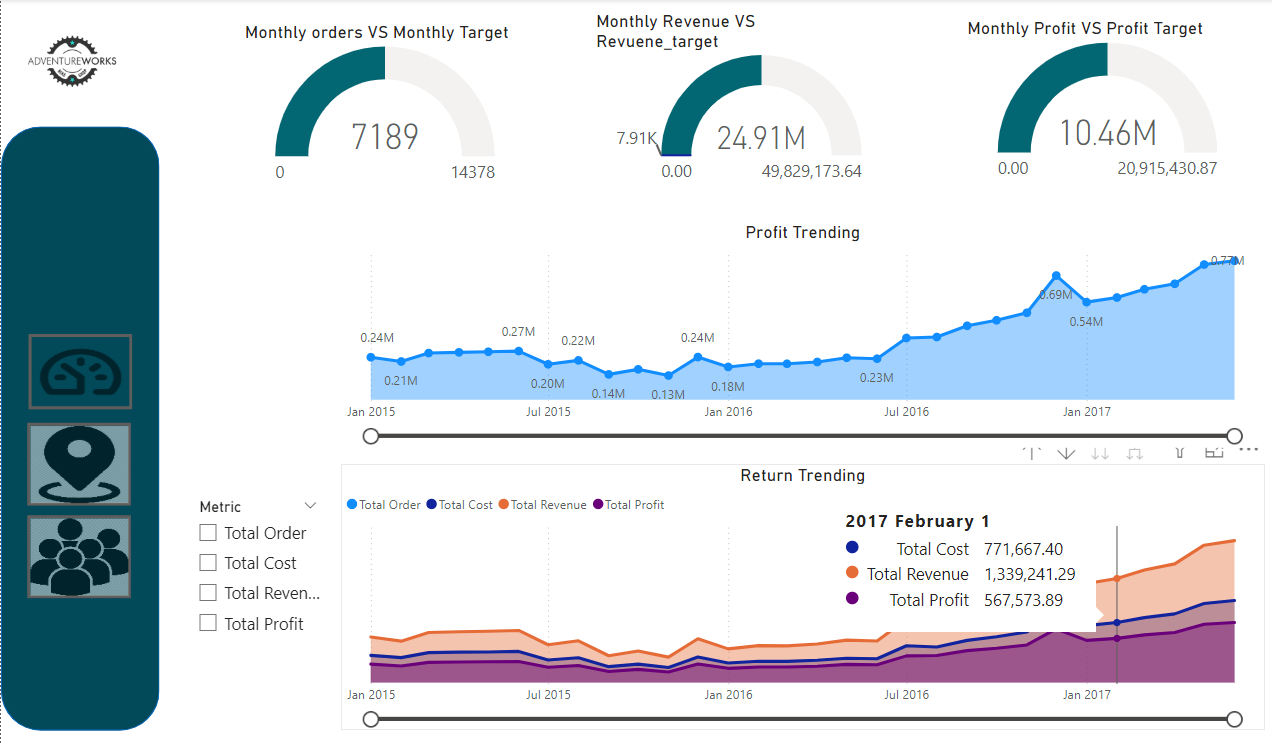 ADVENTUREWORKS
BIKE SHOP
Monthly orders VS Monthly Target
7189
0
14378
Monthly Revenue VS
Revuene_target
7.91K
24.91M
0.00
49,829,173.64
Monthly Profit VS Profit Target
10.46M
0.00
20,915,430.87
Profit Trending
0.24M
0.21M
0.27M
0.20M
0.22M
0.14M
0.13M
0.24M
0.18M
0.23M
0.69M
0.54M
0.77M
Jan 2015
Jul 2015
Jan 2016
Jul 2016
Jan 2017
Metric
Total Order
Total Cost
Total Reven...
Total Profit
Return Trending
Total Order Total Cost Total Revenue Total Profit
2017 February 1
Total Cost 771,667.40
Total Revenue 1,339,241.29
Total Profit 567,573.89
Jan 2015
Jul 2015
Jan 2016
Jul 2016
Jan 2017